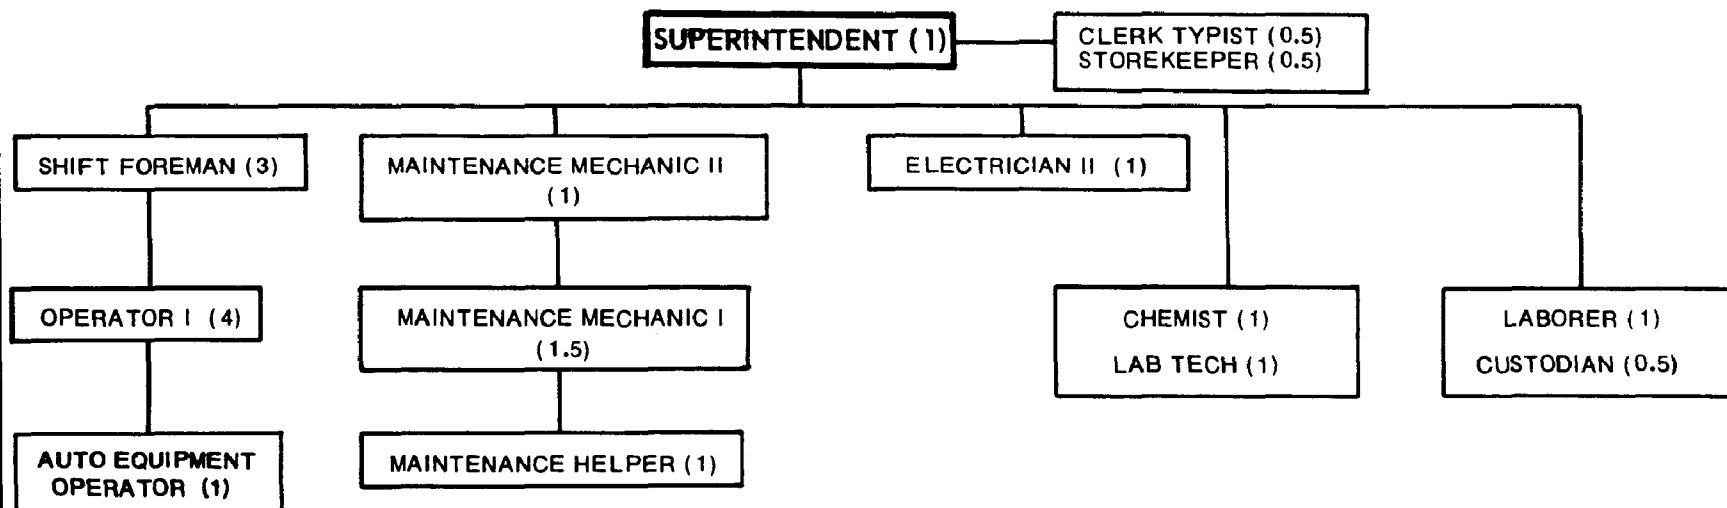 SUPERINTENDENT (1)
CLERK TYPIST (0.5)
STOREKEEPER (0.5)
SHIFT FOREMAN (3)
MAINTENANCE MECHANIC II
(1)
ELECTRICIAN II (1)
OPERATOR I (4)
MAINTENANCE MECHANIC I
(1.5)
CHEMIST (1)
LAB TECH (1)
LABORER (1)
CUSTODIAN (0.5)
AUTO EQUIPMENT
OPERATOR (1)
MAINTENANCE HELPER (1)